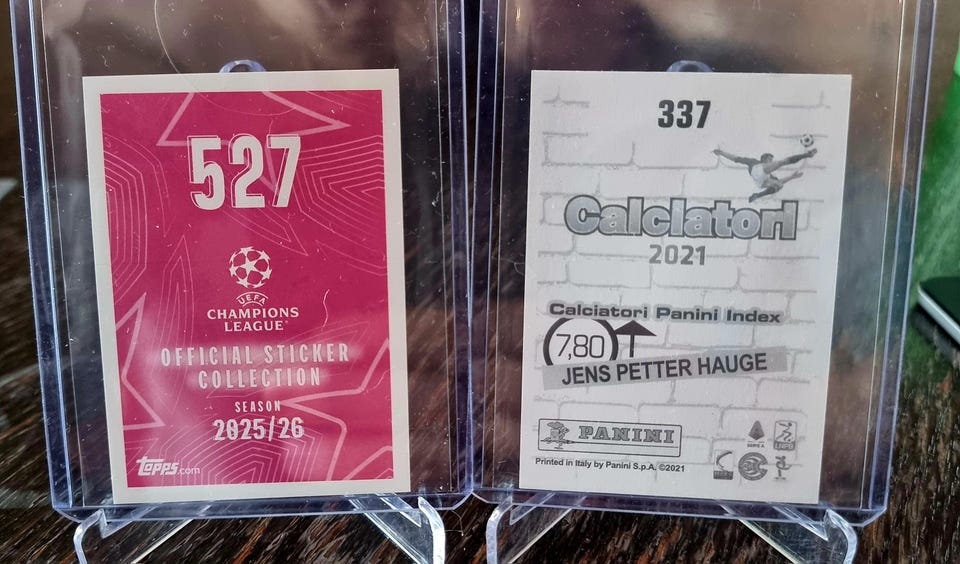 527
UEFA
CHAMPIONS
LEAGUE®
OFFICIAL STICKER
COLLECTION
SEASON
2025/26
topps.com
337
Calciatori
2021
Calciatori Panini Index
7,80
JENS PETTER HAUGE
PANINI
Printed in Italy by Panini S.p.A. ©2021
SERIE A